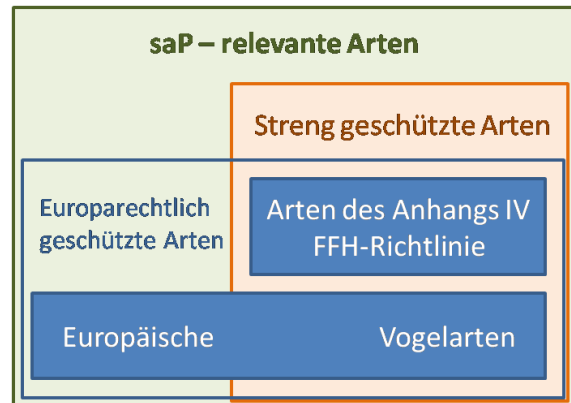 saP – relevante Arten
Streng geschützte Arten
Europarechtlich
geschützte Arten
Arten des Anhangs IV
FFH-Richtlinie
Europäische Vogelarten